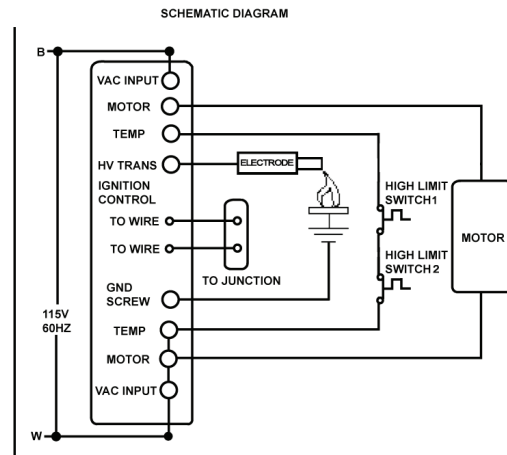 SCHEMATIC DIAGRAM
B
VAC INPUT
MOTOR
TEMP
HV TRANS
ELECTRODE
IGNITION
CONTROL
TO WIRE
TO WIRE
TO JUNCTION
HIGH LIMIT
SWITCH1
HIGH LIMIT
SWITCH 2
MOTOR
GND
SCREW
115V
60HZ
TEMP
MOTOR
VAC INPUT
W